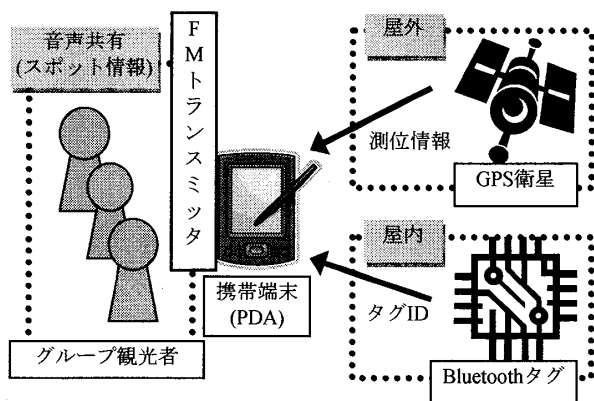 音声共有
(スポット情報)
FMトランスミッタ
屋外
測位情報
GPS衛星
屋内
タグID
Bluetoothタグ
携帯端末
(PDA)
グループ観光者